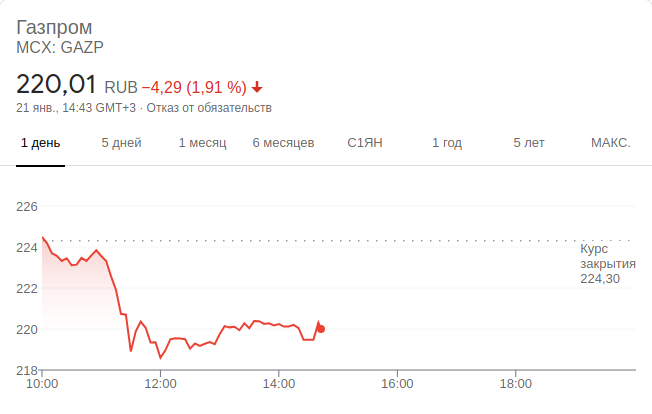 Газпром
MCX: GAZP
220,01 RUB −4,29 (1,91 %)
21 янв., 14:43 GMT+3 · Отказ от обязательств
1 день 5 дней 1 месяц 6 месяцев С1ЯН 1 год 5 лет МАКС.
226
224
222
220
218
Курс
закрытия
224,30
10:00 12:00 14:00 16:00 18:00